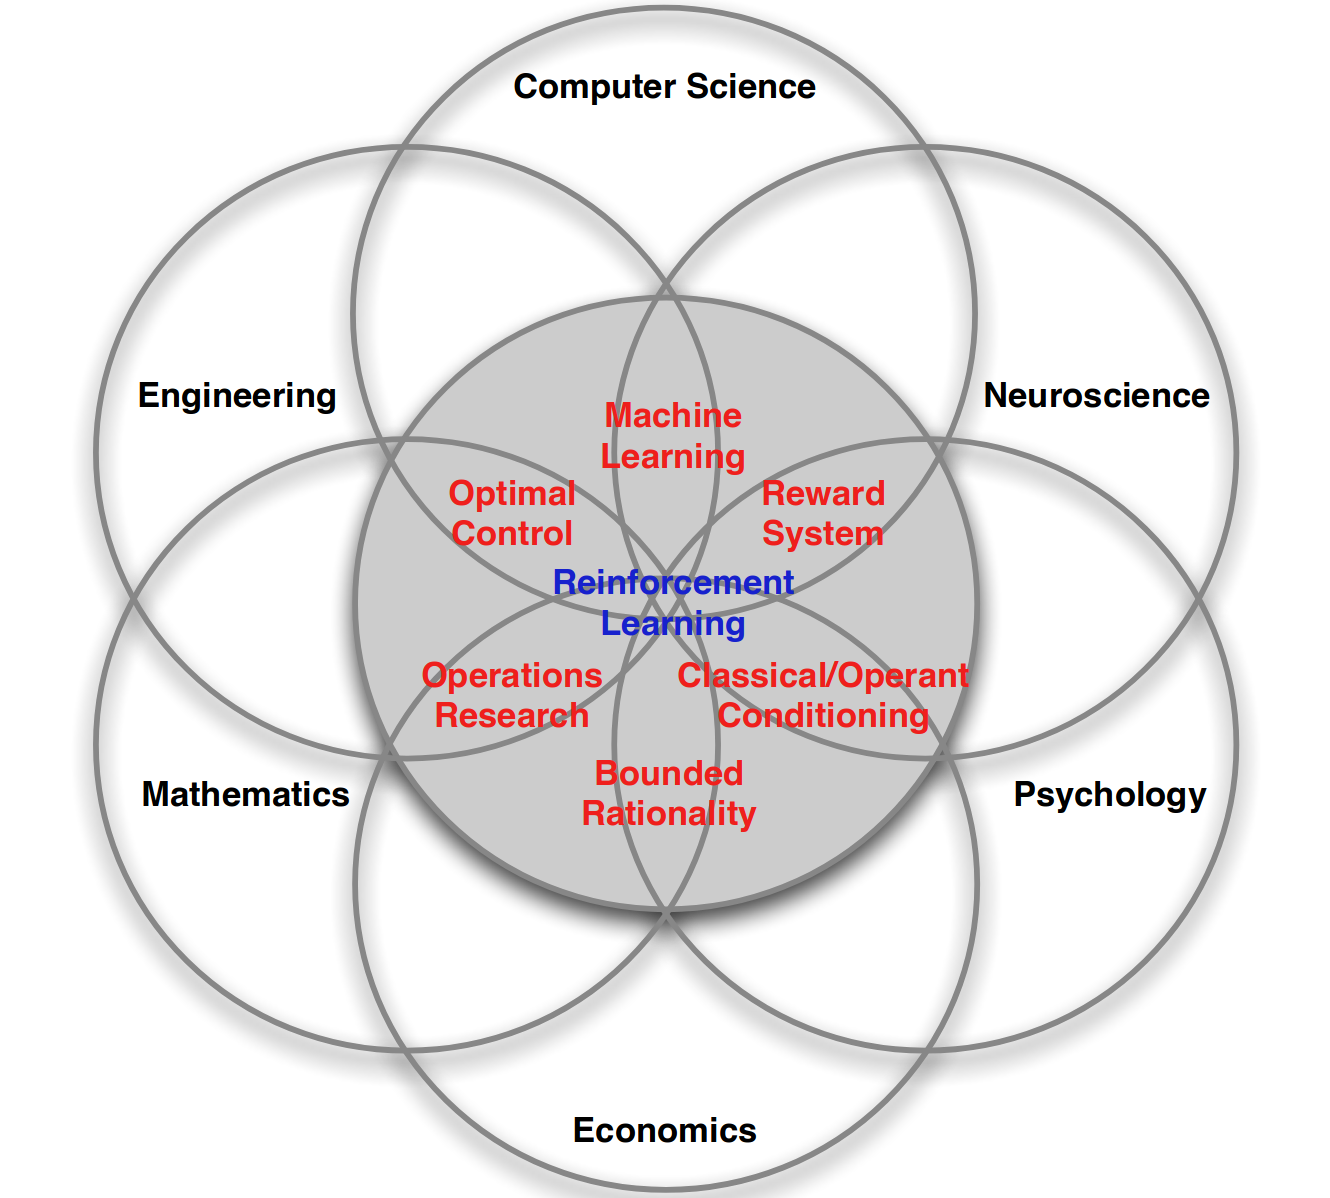 Computer Science
Engineering
Neuroscience
Machine
Learning
Optimal
Control
Reward
System
Reinforcement
Learning
Operations
Research
Classical/Operant
Conditioning
Bounded
Rationality
Mathematics
Psychology
Economics